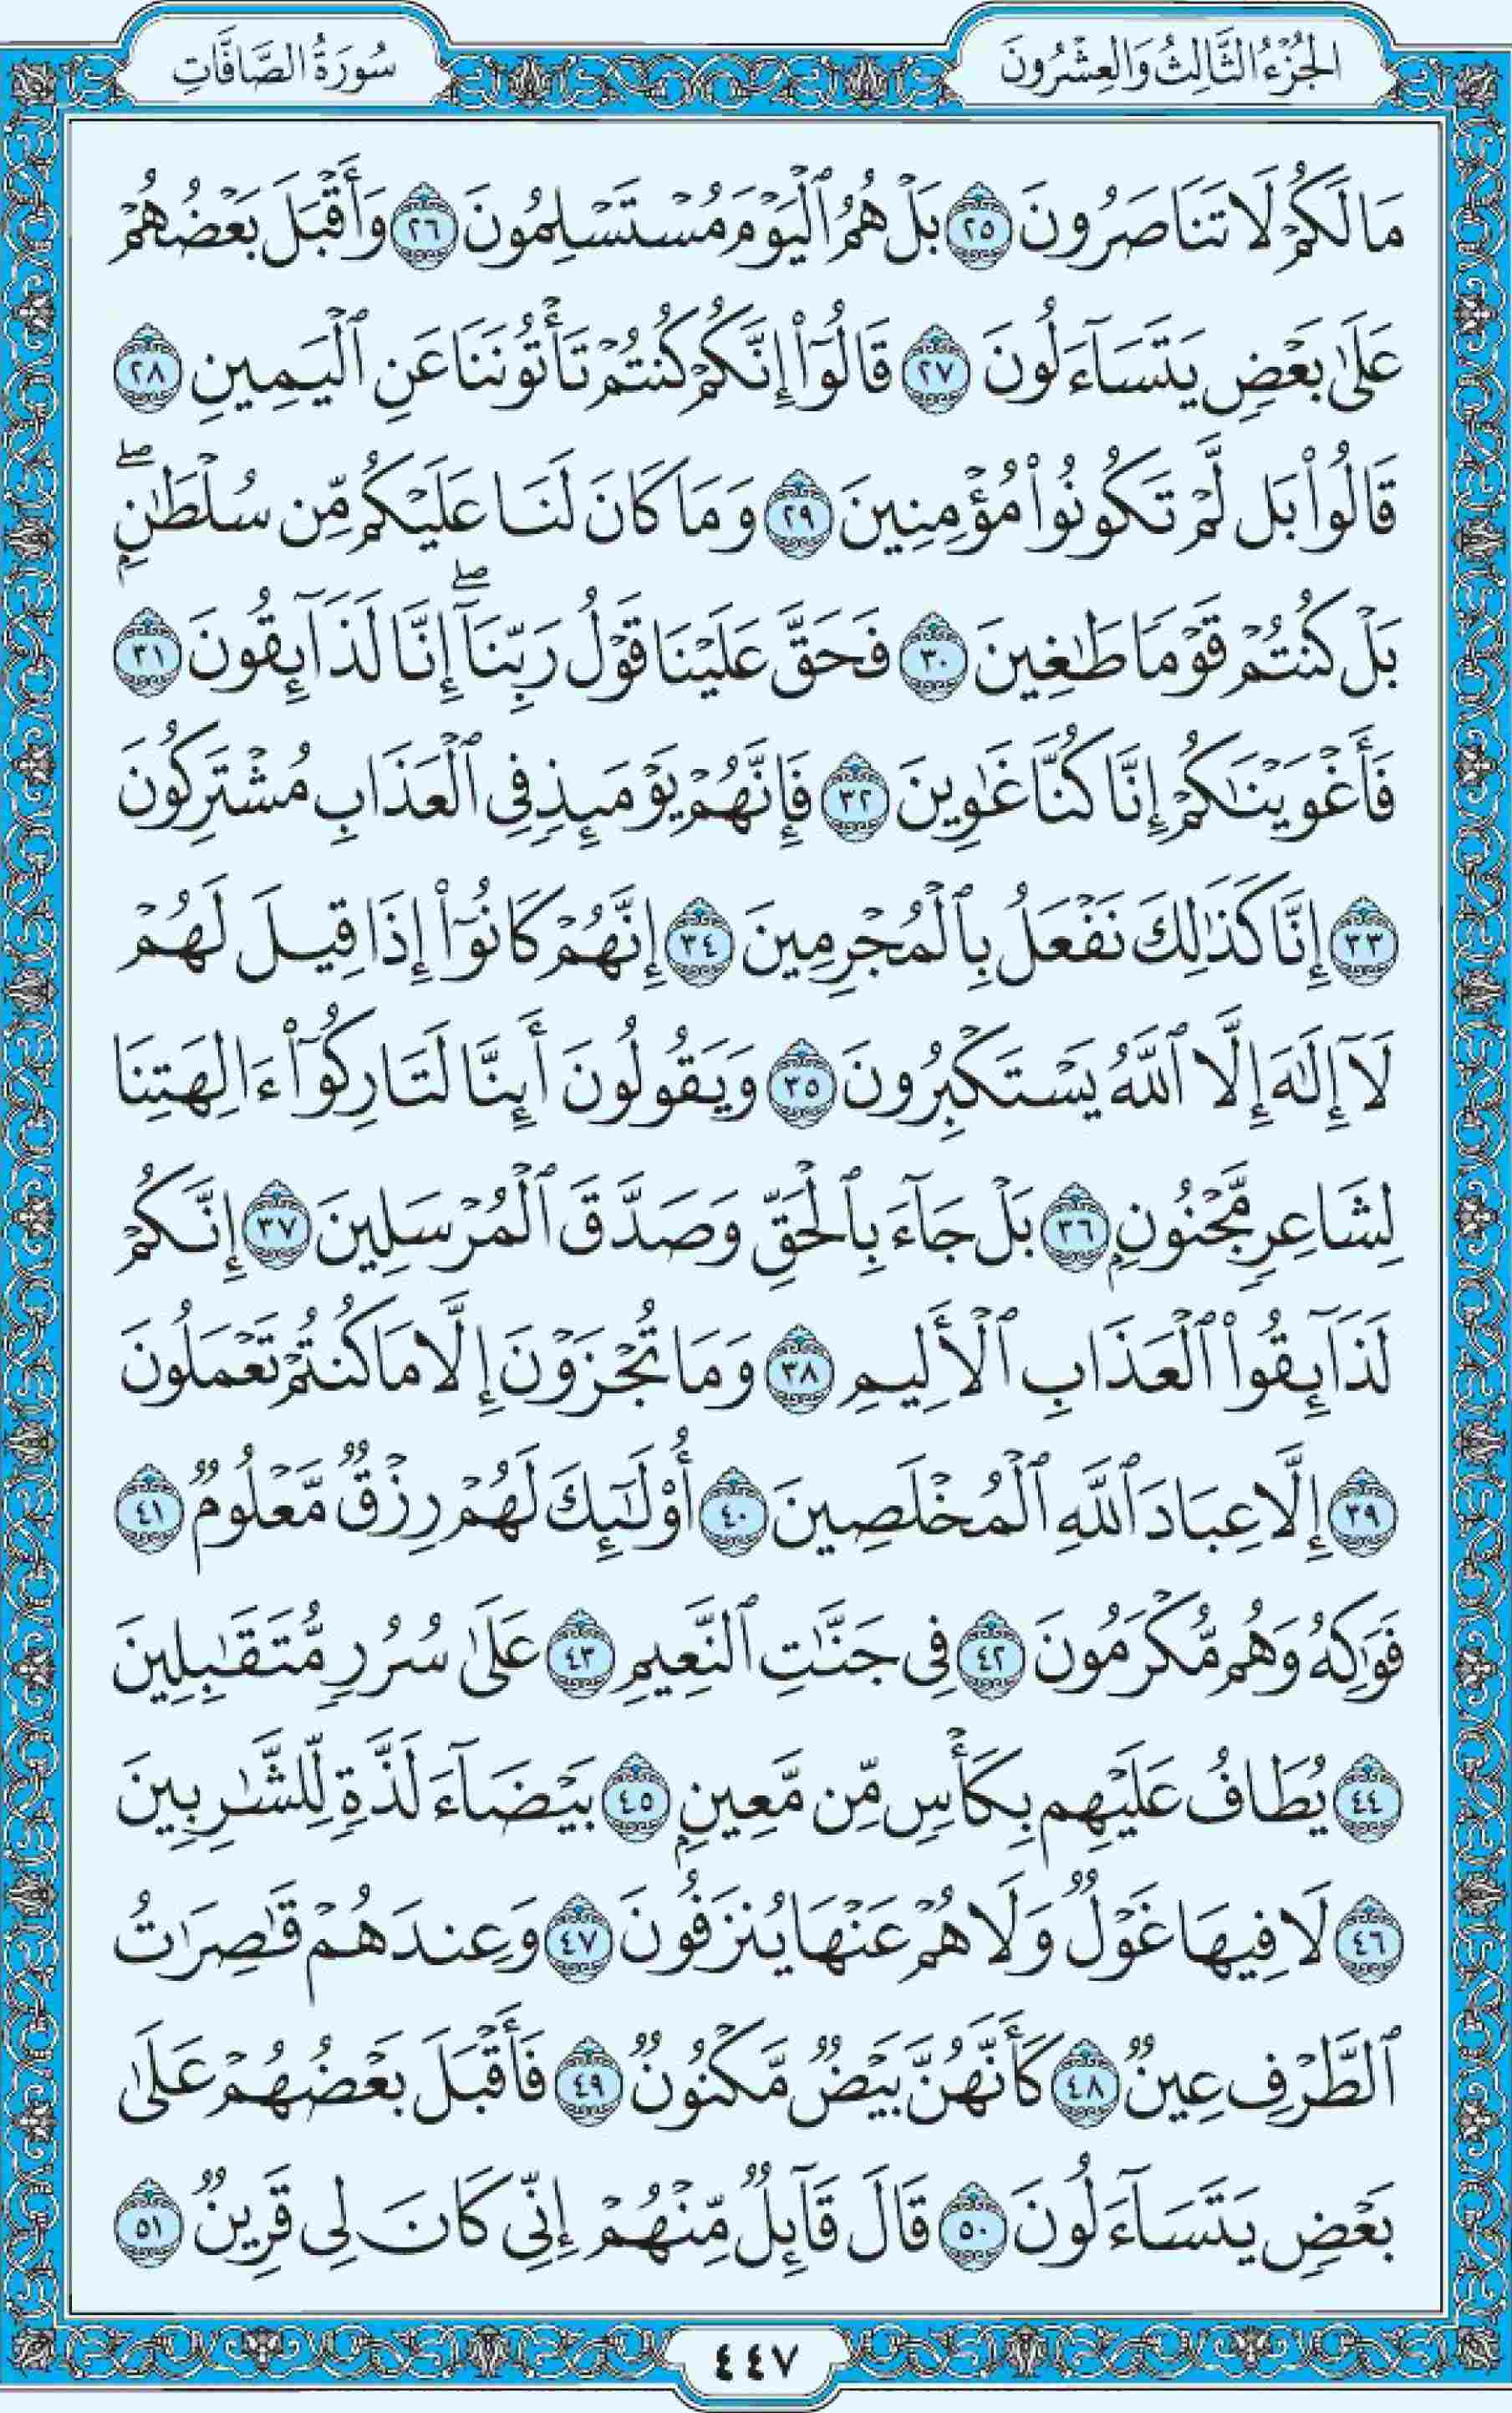 الجُزْءُ الثَّالِثُ وَالعِشْرُونَ
سُورَةُ الصَّافَّاتِ
مَا لَكُمْ لَا تَنَاصَرُونَ ٢٥ بَلْ هُمُ ٱلْيَوْمَ مُسْتَسْلِمُونَ ٢٦ وَأَقْبَلَ بَعْضُهُمْ
عَلَىٰ بَعْضٍ يَتَسَآءَلُونَ ٢٧ قَالُوٓا۟ إِنَّكُمْ كُنتُمْ تَأْتُونَنَا عَنِ ٱلْيَمِينِ ٢٨
قَالُوا۟ بَل لَّمْ تَكُونُوا۟ مُؤْمِنِينَ ٢٩ وَمَا كَانَ لَنَا عَلَيْكُم مِّن سُلْطَـٰنٍۭ ۖ
بَلْ كُنتُمْ قَوْمًا طَـٰغِينَ ٣٠ فَحَقَّ عَلَيْنَا قَوْلُ رَبِّنَآ ۖ إِنَّا لَذَآئِقُونَ ٣١
فَأَغْوَيْنَـٰكُمْ إِنَّا كُنَّا غَـٰوِينَ ٣٢ فَإِنَّهُمْ يَوْمَئِذٍ فِى ٱلْعَذَابِ مُشْتَرِكُونَ
٣٣ إِنَّا كَذَٰلِكَ نَفْعَلُ بِٱلْمُجْرِمِينَ ٣٤ إِنَّهُمْ كَانُوٓا۟ إِذَا قِيلَ لَهُمْ
لَآ إِلَـٰهَ إِلَّا ٱللَّهُ يَسْتَكْبِرُونَ ٣٥ وَيَقُولُونَ أَئِنَّا لَتَارِكُوٓا۟ ءَالِهَتِنَا
لِشَاعِرٍ مَّجْنُونٍۭ ٣٦ بَلْ جَآءَ بِٱلْحَقِّ وَصَدَّقَ ٱلْمُرْسَلِينَ ٣٧ إِنَّكُمْ
لَذَآئِقُوا۟ ٱلْعَذَابِ ٱلْأَلِيمِ ٣٨ وَمَا تُجْزَوْنَ إِلَّا مَا كُنتُمْ تَعْمَلُونَ
٣٩ إِلَّا عِبَادَ ٱللَّهِ ٱلْمُخْلَصِينَ ٤٠ أُو۟لَـٰٓئِكَ لَهُمْ رِزْقٌ مَّعْلُومٌ ٤١
فَوَٰكِهُ وَهُم مُّكْرَمُونَ ٤٢ فِى جَنَّـٰتِ ٱلنَّعِيمِ ٤٣ عَلَىٰ سُرُرٍ مُّتَقَـٰبِلِينَ
٤٤ يُطَافُ عَلَيْهِم بِكَأْسٍ مِّن مَّعِينٍۭ ٤٥ بَيْضَآءَ لَذَّةٍ لِّلشَّـٰرِبِينَ
٤٦ لَا فِيهَا غَوْلٌ وَلَا هُمْ عَنْهَا يُنزَفُونَ ٤٧ وَعِندَهُمْ قَـٰصِرَٰتُ
ٱلطَّرْفِ عِينٌ ٤٨ كَأَنَّهُنَّ بَيْضٌ مَّكْنُونٌ ٤٩ فَأَقْبَلَ بَعْضُهُمْ عَلَىٰ
بَعْضٍ يَتَسَآءَلُونَ ٥٠ قَالَ قَآئِلٌ مِّنْهُمْ إِنِّى كَانَ لِى قَرِينٌ ٥١
٤٤٧